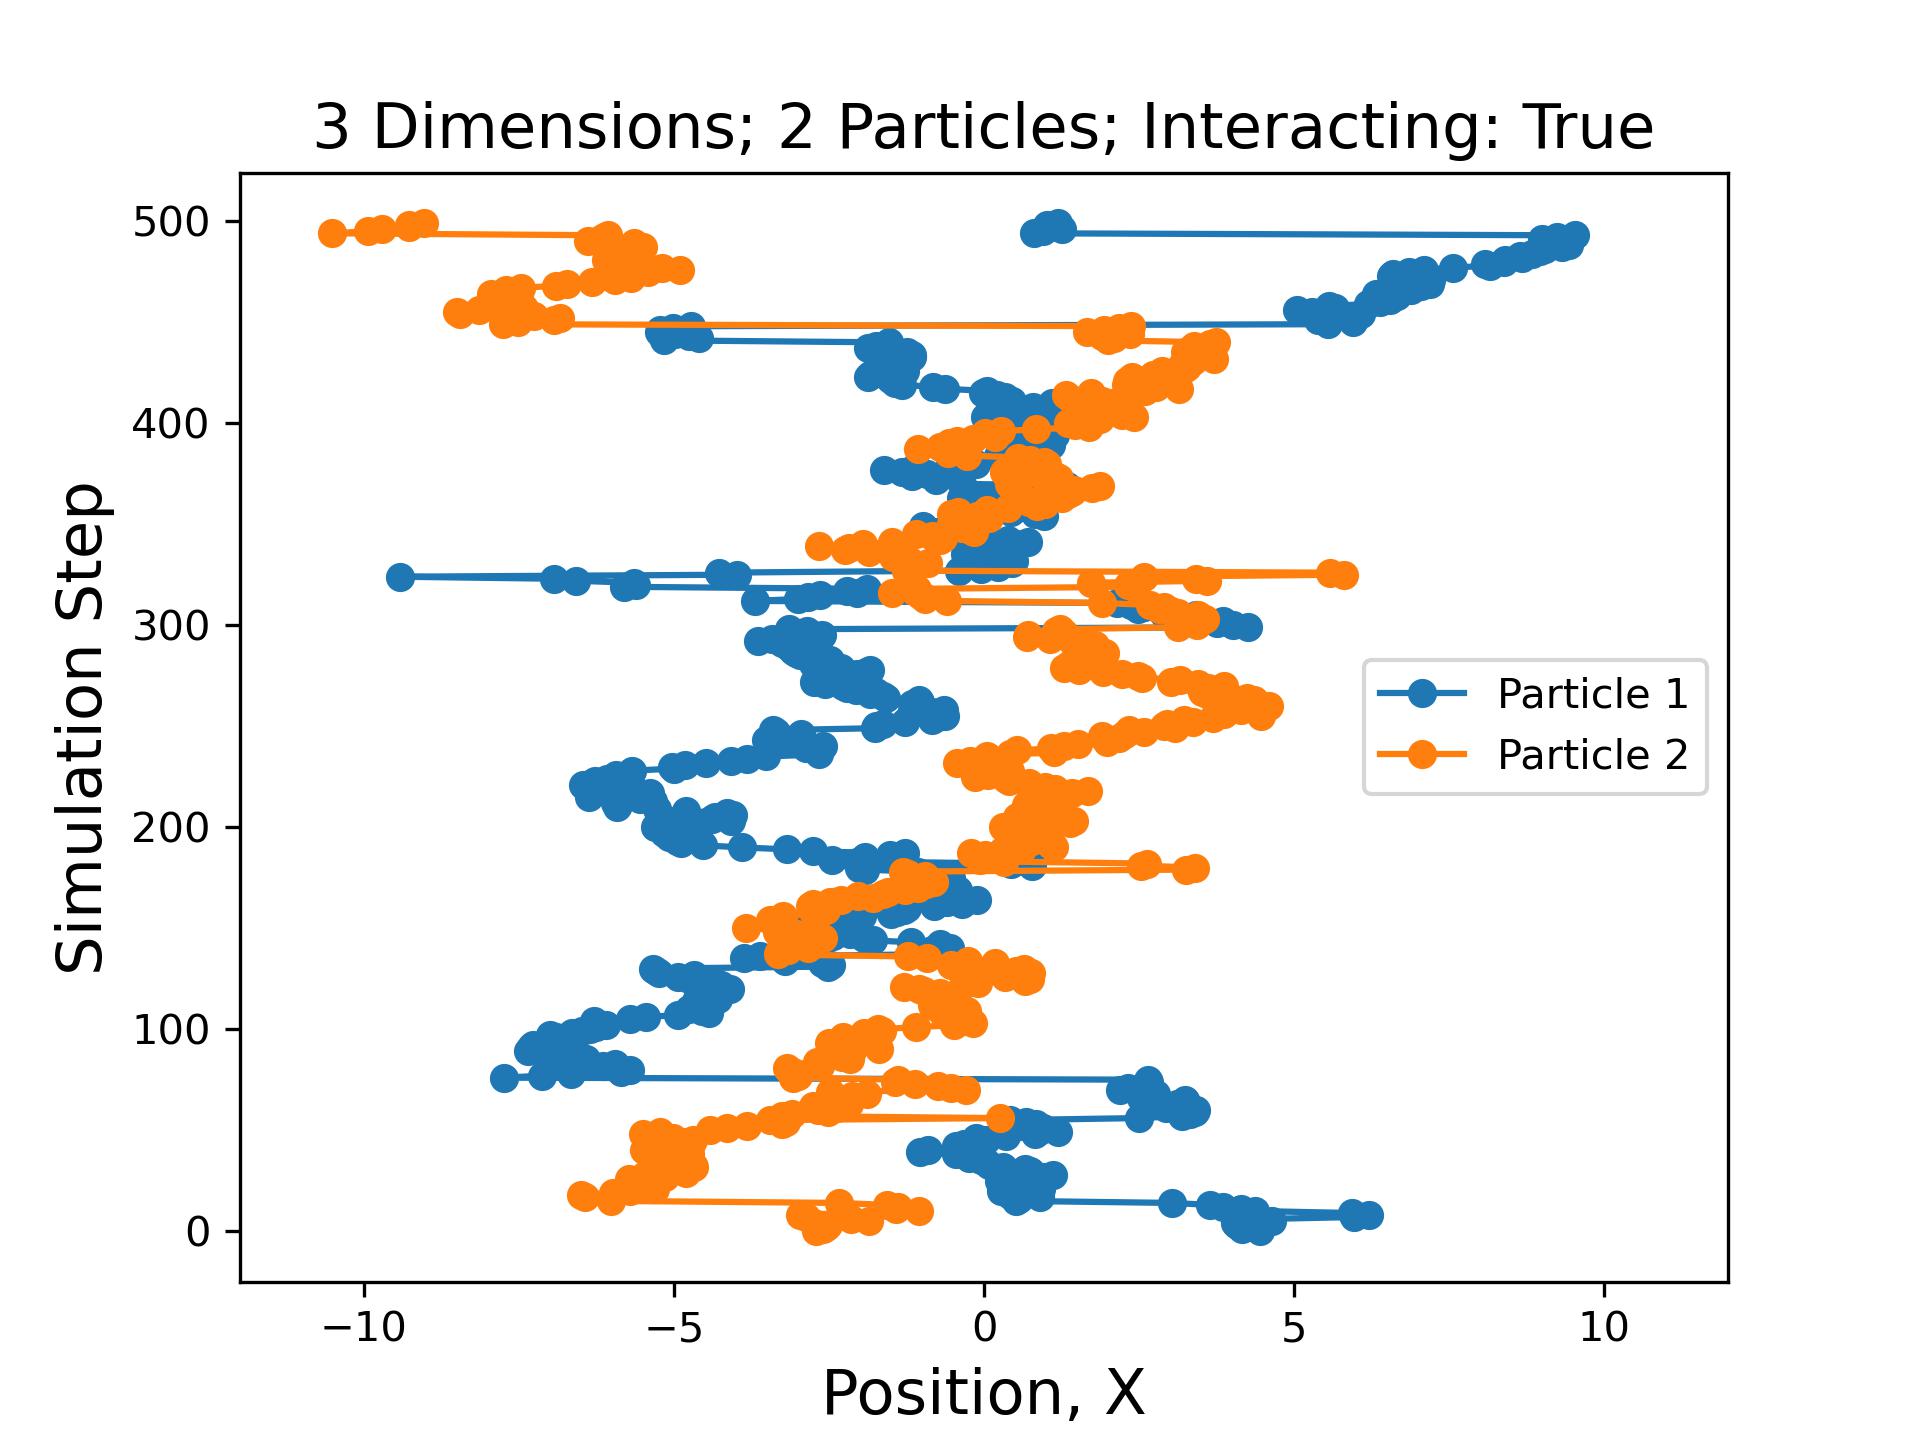 3 Dimensions; 2 Particles; Interacting: True
Simulation Step
500
400
300
200
100
0
Particle 1
Particle 2
−10
−5
0
5
10
Position, X